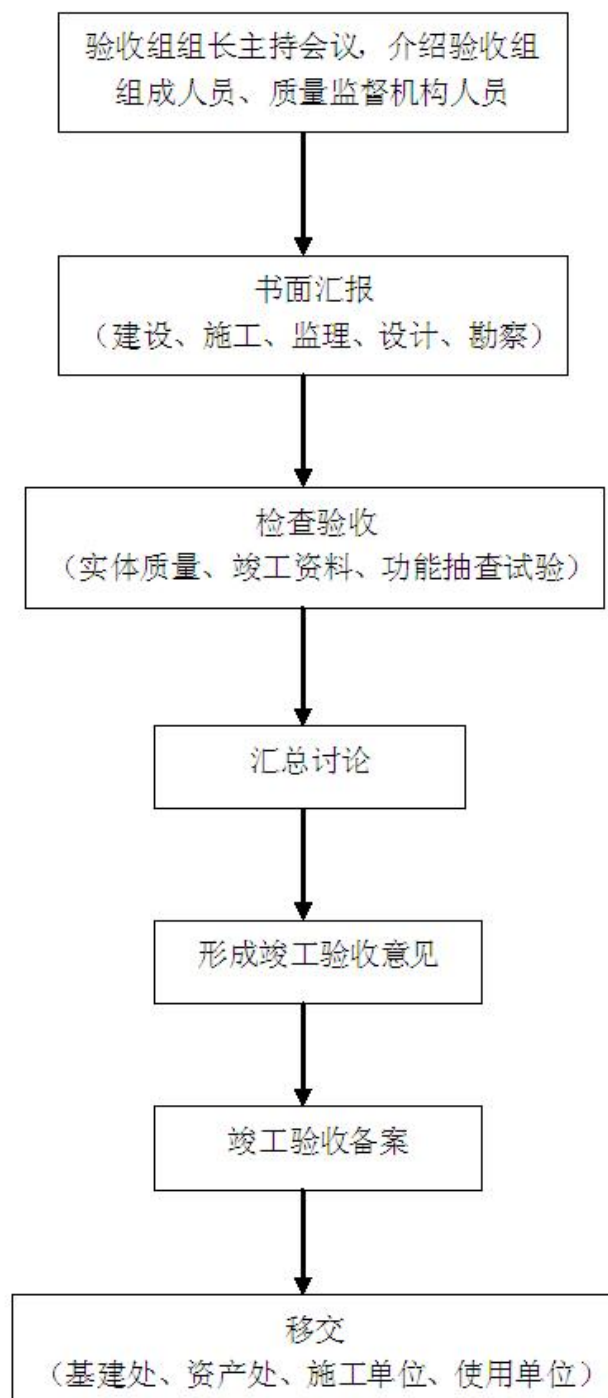 验收组组长主持会议，介绍验收组
组成人员、质量监督机构人员
书面汇报
（建设、施工、监理、设计、勘察）
检查验收
（实体质量、竣工资料、功能抽查试验）
汇总讨论
形成竣工验收意见
竣工验收备案
移交
（基建处、资产处、施工单位、使用单位）